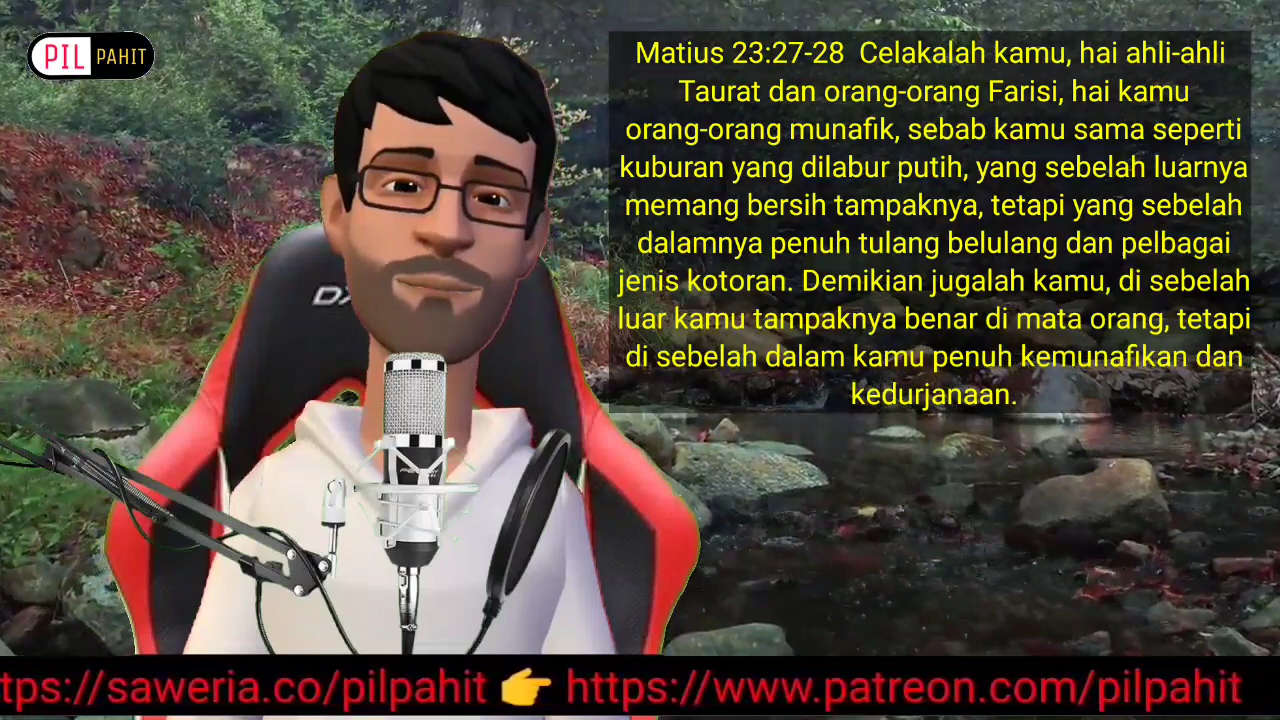 PIL PAHIT
Matius 23:27-28  Celakalah kamu, hai ahli-ahli
Taurat dan orang-orang Farisi, hai kamu
orang-orang munafik, sebab kamu sama seperti
kuburan yang dilabur putih, yang sebelah luarnya
memang bersih tampaknya, tetapi yang sebelah
dalamnya penuh tulang belulang dan pelbagai
jenis kotoran. Demikian jugalah kamu, di sebelah
luar kamu tampaknya benar di mata orang, tetapi
di sebelah dalam kamu penuh kemunafikan dan
kedurjanaan.
tps://saweria.co/pilpahit 👉 https://www.patreon.com/pilpahit